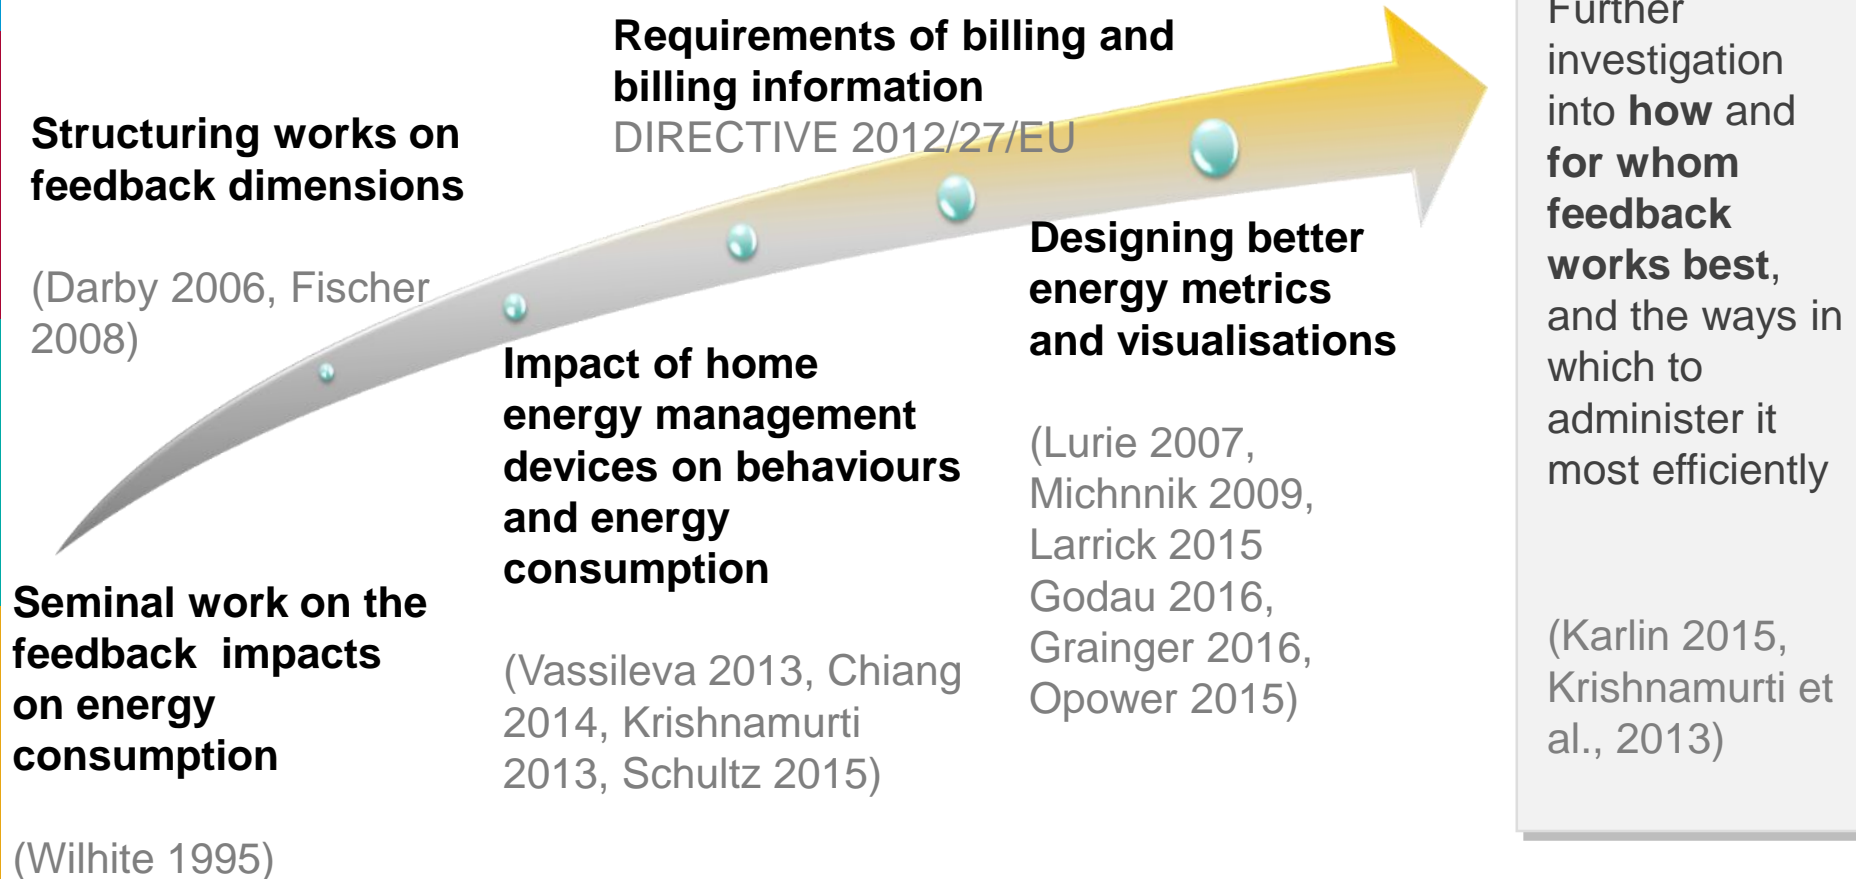 Seminal work on the
feedback  impacts
on energy
consumption
(Wilhite 1995)
Structuring works on
feedback dimensions
(Darby 2006, Fischer
2008)
Impact of home
energy management
devices on behaviours
and energy
consumption
(Vassileva 2013, Chiang
2014, Krishnamurti
2013, Schultz 2015)
Requirements of billing and
billing information
DIRECTIVE 2012/27/EU
Designing better
energy metrics
and visualisations
(Lurie 2007,
Michnnik 2009,
Larrick 2015
Godau 2016,
Grainger 2016,
Opower 2015)
Further
investigation
into how and
for whom
feedback
works best,
and the ways in
which to
administer it
most efficiently
(Karlin 2015,
Krishnamurti et
al., 2013)